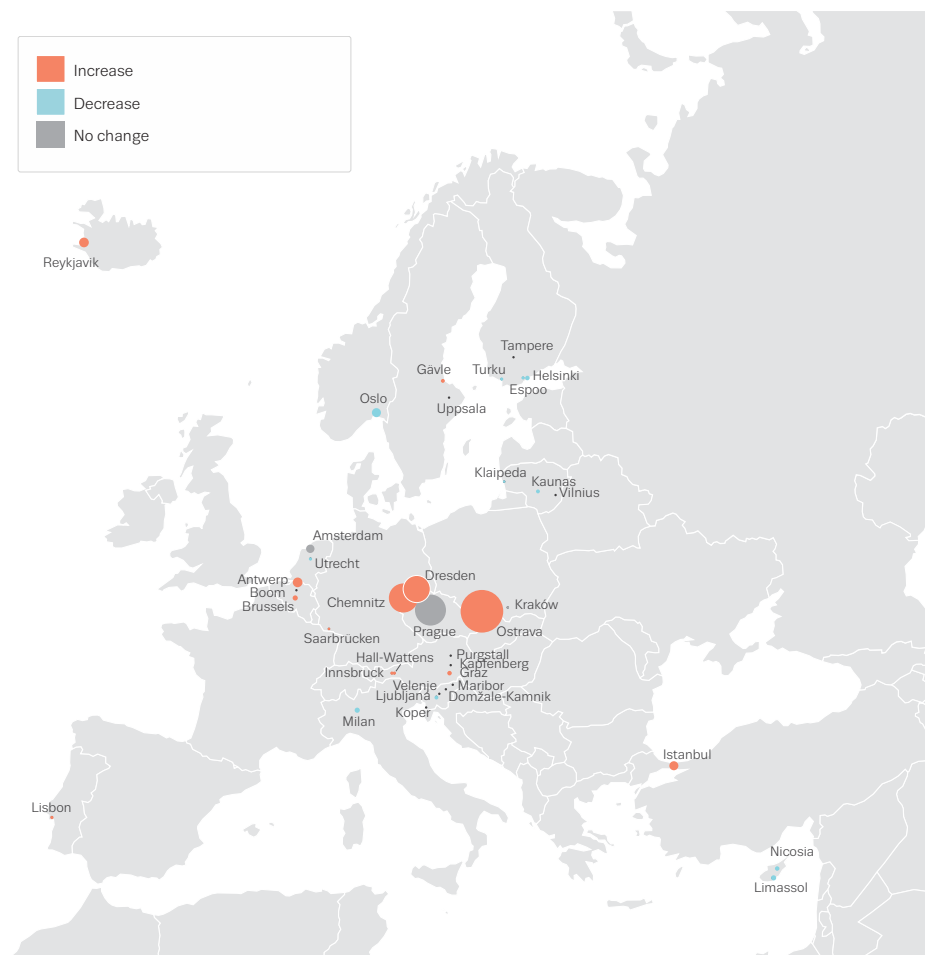 Increase
Decrease
No change
Reykjavik
Tampere
Gävle
Turku
Helsinki
Espoo
Oslo
Uppsala
Klaipeda
Kaunas
Vilnius
Amsterdam
Utrecht
Dresden
Antwerp
Boom
Brussels
Chemnitz
Kraków
Prague
Ostrava
Saarbrücken
Hall-Wattens
Purgstall
Kapfenberg
Innsbruck
Graz
Velenje
Maribor
Ljubljana
Domžale-Kamnik
Koper
Milan
Istanbul
Lisbon
Nicosia
Limassol